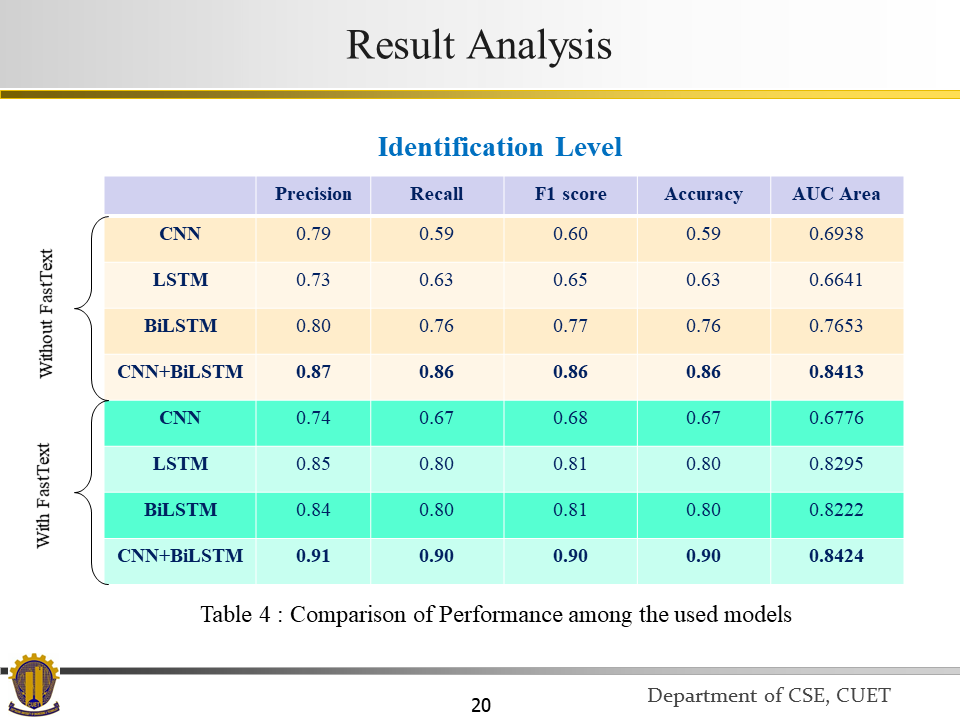 Result Analysis
Identification Level
Precision Recall F1 score Accuracy AUC Area
Without FastText
CNN 0.79 0.59 0.60 0.59 0.6938
LSTM 0.73 0.63 0.65 0.63 0.6641
BiLSTM 0.80 0.76 0.77 0.76 0.7653
CNN+BiLSTM 0.87 0.86 0.86 0.86 0.8413
With FastText
CNN 0.74 0.67 0.68 0.67 0.6776
LSTM 0.85 0.80 0.81 0.80 0.8295
BiLSTM 0.84 0.80 0.81 0.80 0.8222
CNN+BiLSTM 0.91 0.90 0.90 0.90 0.8424
Table 4 : Comparison of Performance among the used models
20
Department of CSE, CUET